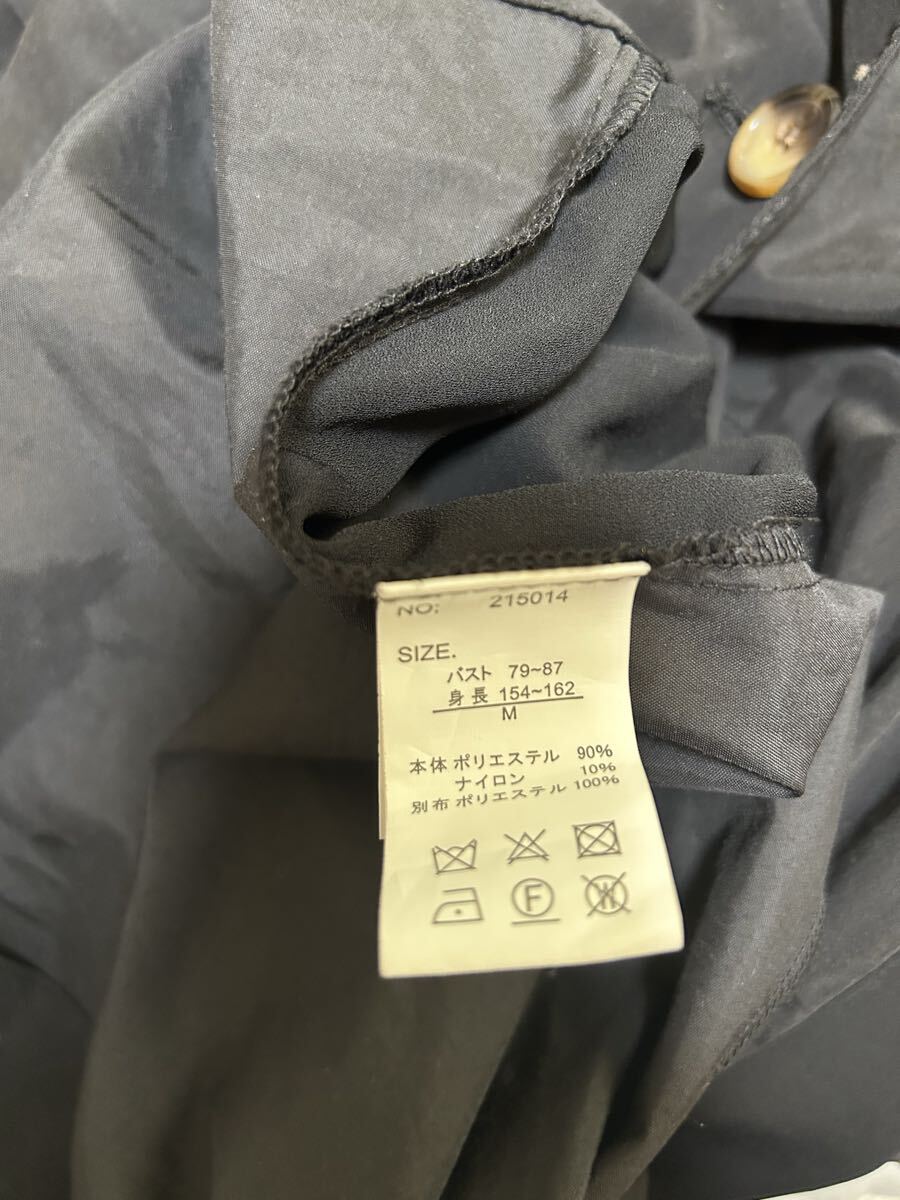 NO: 215014
SIZE.
バスト 79~87
身長 154~162
M
本体 ポリエステル 90%
ナイロン 10%
別布 ポリエステル 100%
F
W